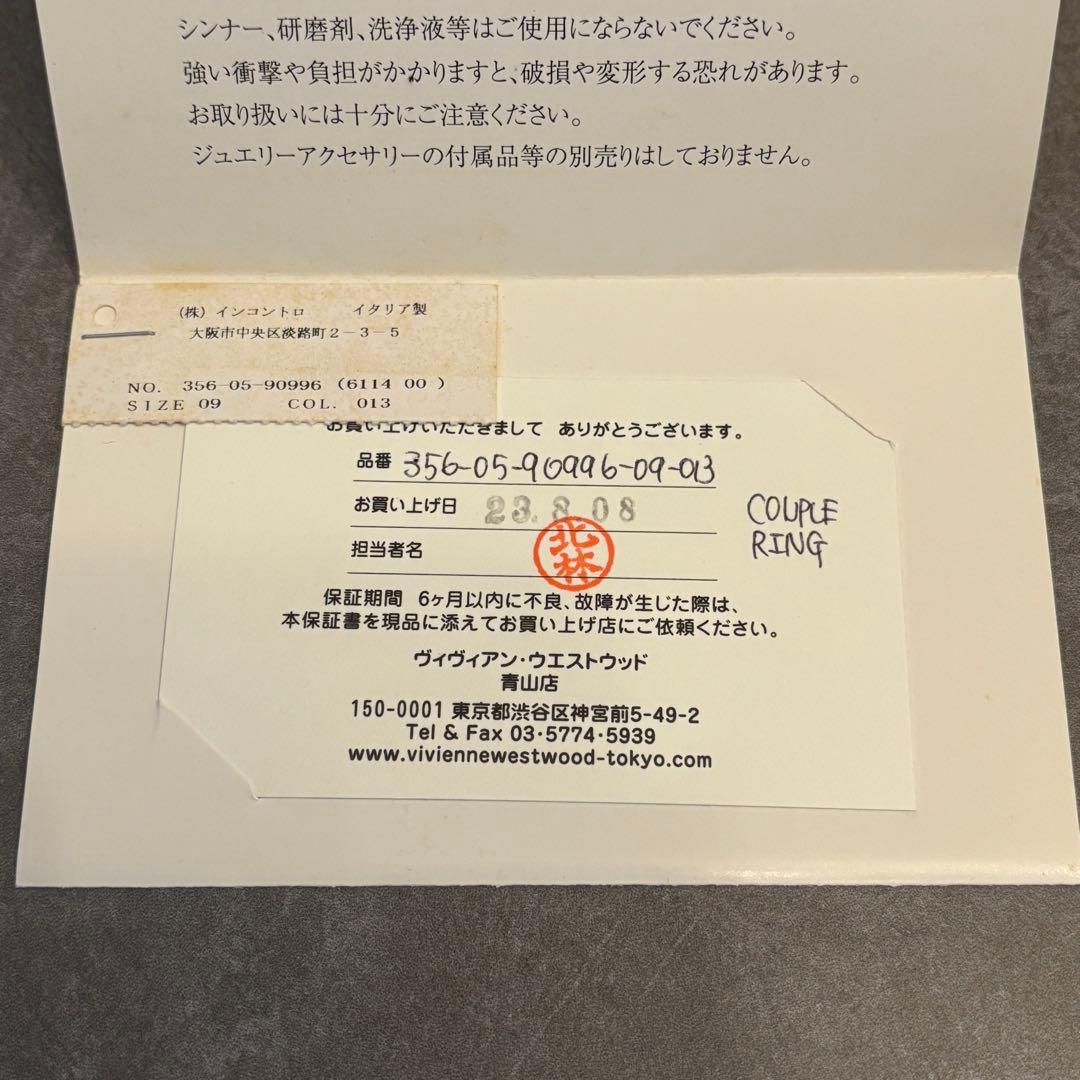 シンナー、研磨剤、洗浄液等はご使用にならないでください。
強い衝撃や負担がかかりますと、破損や変形する恐れがあります。
お取り扱いには十分にご注意ください。
ジュエリーアクセサリーの付属品等の別売りはしておりません。
(株) インコントロ イタリア製
大阪市中央区淡路町2-3-5
NO. 356-05-90996 (6114 00 )
SIZE 09 COL. 013
お買い上げいただきまして ありがとうございます。
品番 356-05-90996-09-013
お買い上げ日 23.8.08
担当者名 北林
COUPLE
RING
保証期間 6ヶ月以内に不良、故障が生じた際は、
本保証書を現品に添えてお買い上げ店にご依頼ください。
ヴィヴィアン・ウエストウッド
青山店
150-0001 東京都渋谷区神宮前5-49-2
Tel & Fax 03・5774・5939
www.viviennewestwood-tokyo.com